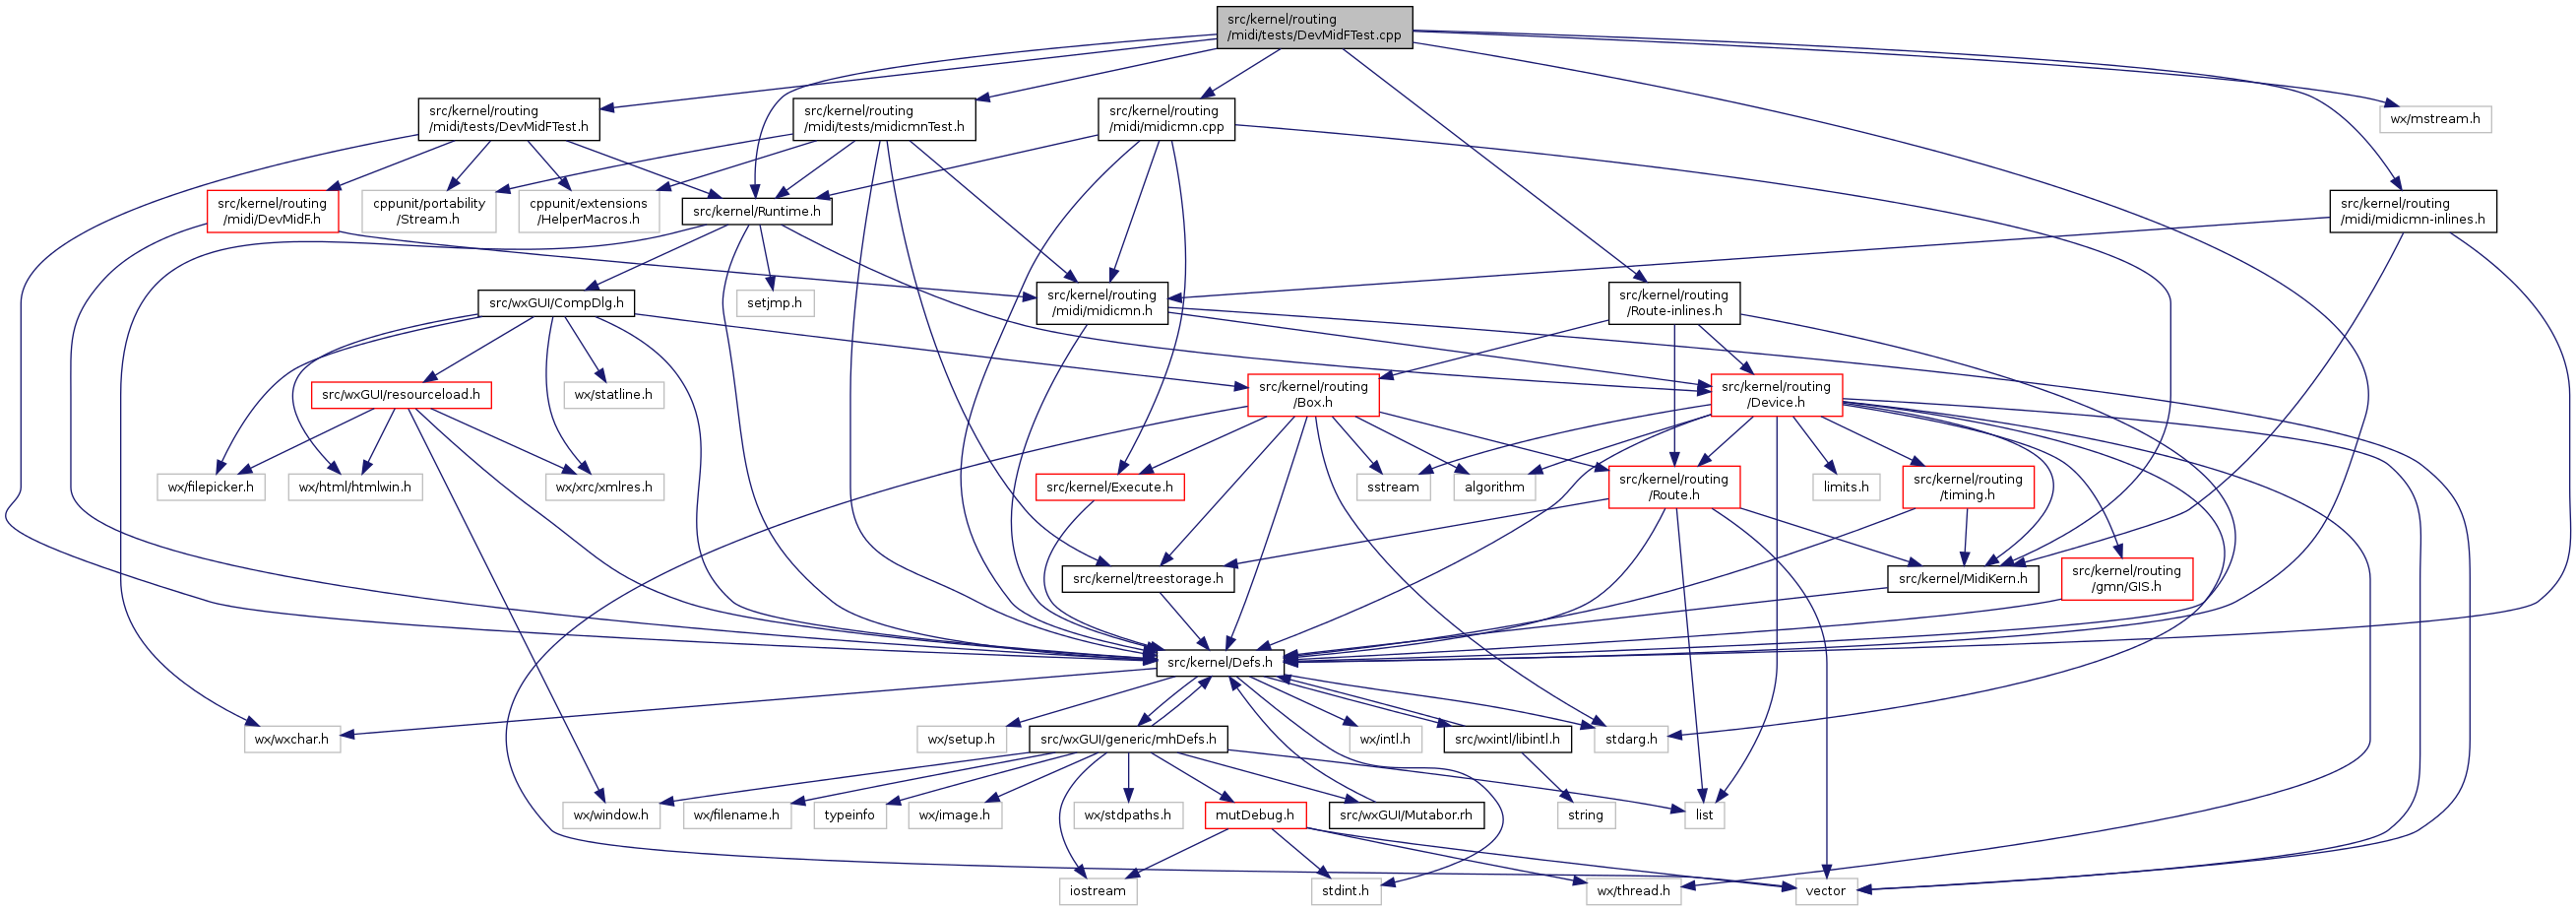 src/kernel/routing
/midi/tests/DevMidFTest.cpp
src/kernel/routing
/midi/tests/DevMidFTest.h
src/kernel/routing
/midi/tests/midicmnTest.h
src/kernel/routing
/midi/midicmn.cpp
wx/mstream.h
src/kernel/routing
/midi/DevMidF.h
cppunit/portability
/Stream.h
cppunit/extensions
/HelperMacros.h
src/kernel/Runtime.h
src/kernel/routing
/midi/midicmn-inlines.h
src/wxGUI/CompDlg.h
setjmp.h
src/kernel/routing
/midi/midicmn.h
src/kernel/routing
/Route-inlines.h
src/wxGUI/resourceload.h
wx/statline.h
src/kernel/routing
/Box.h
src/kernel/routing
/Device.h
wx/filepicker.h
wx/html/htmlwin.h
wx/xrc/xmlres.h
src/kernel/Execute.h
sstream
algorithm
src/kernel/routing
/Route.h
limits.h
src/kernel/routing
/timing.h
src/kernel/treestorage.h
src/kernel/MidiKern.h
src/kernel/routing
/gmn/GIS.h
src/kernel/Defs.h
wx/wxchar.h
wx/setup.h
src/wxGUI/generic/mhDefs.h
wx/intl.h
src/wxintl/libintl.h
stdarg.h
wx/window.h
wx/filename.h
typeinfo
wx/image.h
wx/stdpaths.h
mutDebug.h
src/wxGUI/Mutabor.rh
string
list
iostream
stdint.h
wx/thread.h
vector